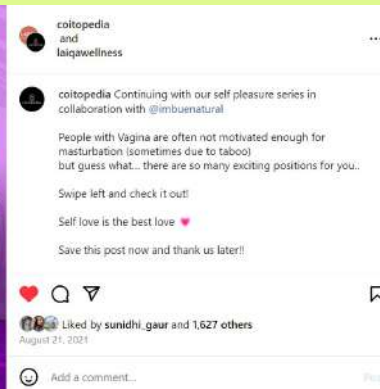 coitopedia
and
laiqawellness
coitopedia Continuing with our self pleasure series in
collaboration with @imbuenatural
People with Vagina are often not motivated enough for
masturbation (sometimes due to taboo)
but guess what... there are so many exciting positions for you..
Swipe left and check it out!
Self love is the best love 💗
Save this post now and thank us later!!
Liked by sunidhi_gaur and 1,627 others
August 21, 2021
Add a comment...